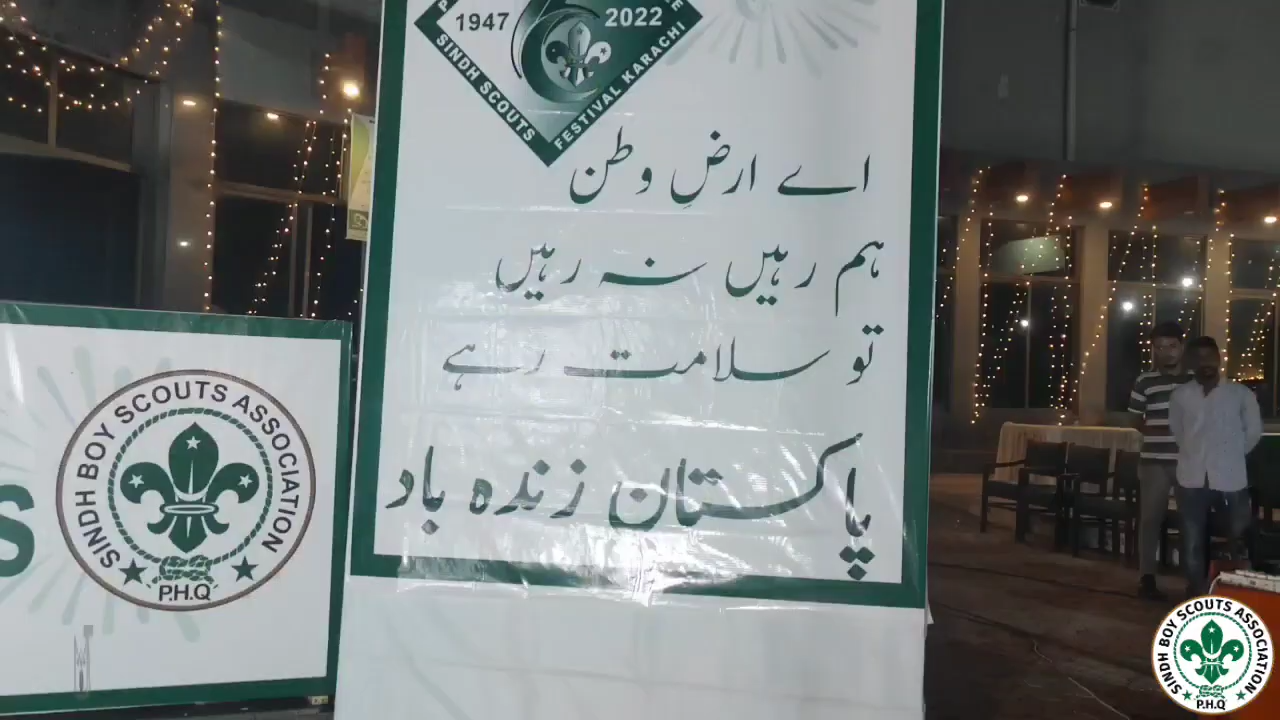 1947
2022
SINDH SCOUTS
FESTIVAL KARACHI
اے ارضِ وطن
ہم رہیں نہ رہیں
تو سلامت رہے
پاکستان زندہ باد
S
SINDH BOY SCOUTS ASSOCIATION
P.H.Q
SINDH BOY SCOUTS ASSOCIATION
P.H.Q